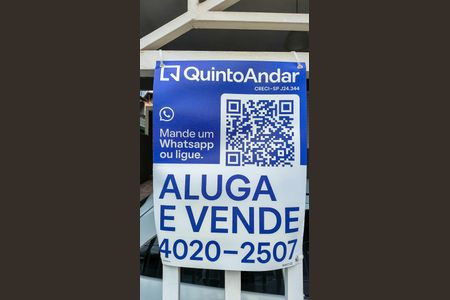 QuintoAndar
CRECI-SP J24.344
Mande um
Whatsapp
ou ligue.
ALUGA
E VENDE
4020-2507